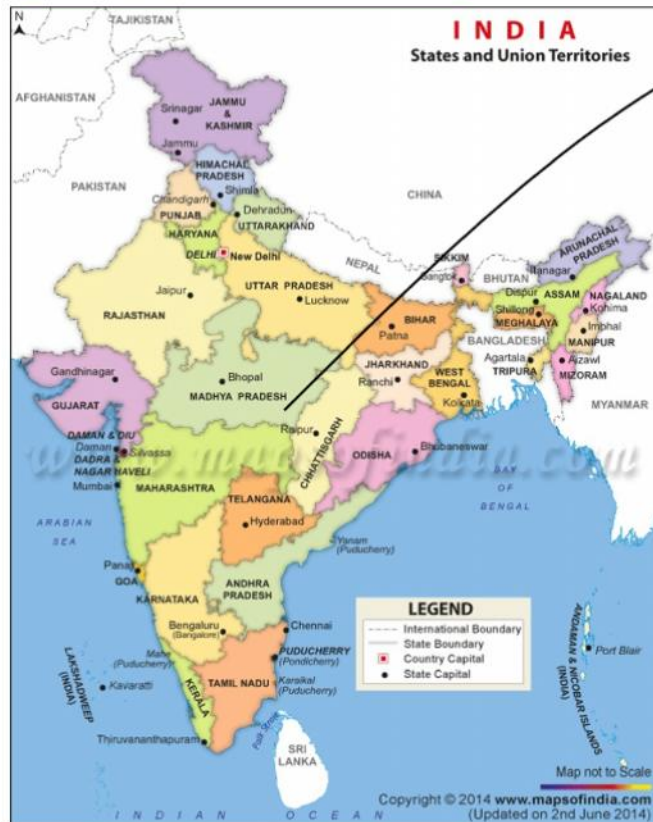 N
INDIA
States and Union Territories
TAJIKISTAN
AFGHANISTAN
PAKISTAN
CHINA
NEPAL
BHUTAN
BANGLADESH
MYANMAR
SRI
LANKA
JAMMU
&
KASHMIR
Srinagar
Jammu
HIMACHAL
PRADESH
Shimla
Chandigarh
PUNJAB
Dehradun
UTTARAKHAND
HARYANA
DELHI
New Delhi
Jaipur
RAJASTHAN
UTTAR PRADESH
Lucknow
BIHAR
Patna
SIKKIM
Gangtok
ARUNACHAL
PRADESH
Itanagar
Dispur
ASSAM
NAGALAND
Kohima
Shillong
MEGHALAYA
Imphal
MANIPUR
Agartala
TRIPURA
Aizawl
MIZORAM
Gandhinagar
GUJARAT
Bhopal
MADHYA PRADESH
JHARKHAND
Ranchi
WEST
BENGAL
Kolkata
Raipur
CHHATTISGARH
ODISHA
Bhubaneswar
DAMAN & DIU
Daman
Silvassa
DADRA &
NAGAR HAVELI
Mumbai
MAHARASHTRA
www.mapsofindia.com
TELANGANA
Hyderabad
ARABIAN
SEA
BAY
OF
BENGAL
Yanam
(Puducherry)
Panaji
GOA
KARNATAKA
ANDHRA
PRADESH
Bengaluru
(Bangalore)
Chennai
Mahe
(Puducherry)
PUDUCHERRY
(Pondicherry)
LAKSHADWEEP
(INDIA)
Kavaratti
KERALA
TAMIL NADU
Karaikal
(Puducherry)
Palk Strait
Thiruvananthapuram
ANDAMAN & NICOBAR ISLANDS
(INDIA)
Port Blair
LEGEND
International Boundary
State Boundary
Country Capital
State Capital
INDIAN OCEAN
Map not to Scale
Copyright © 2014 www.mapsofindia.com
(Updated on 2nd June 2014)